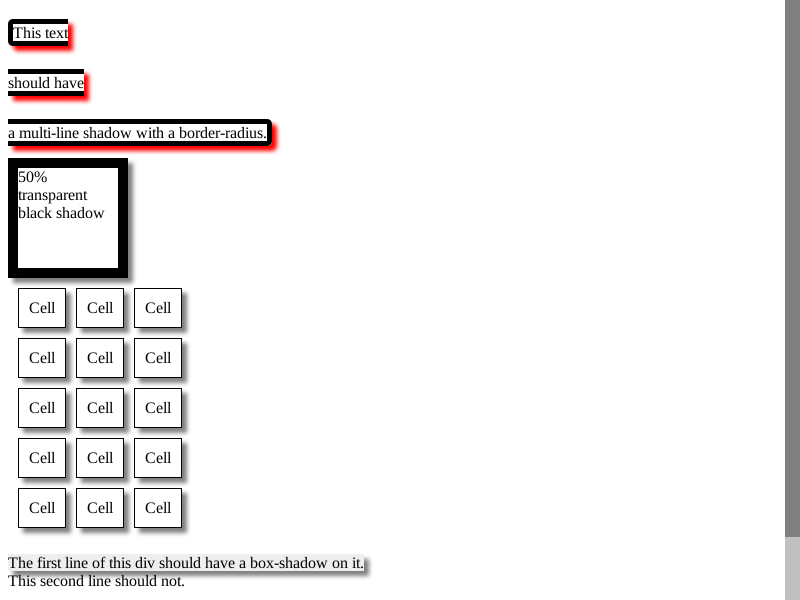 This text
should have
a multi-line shadow with a border-radius.
50%
transparent
black shadow
Cell Cell Cell
Cell Cell Cell
Cell Cell Cell
Cell Cell Cell
Cell Cell Cell
The first line of this div should have a box-shadow on it.
This second line should not.